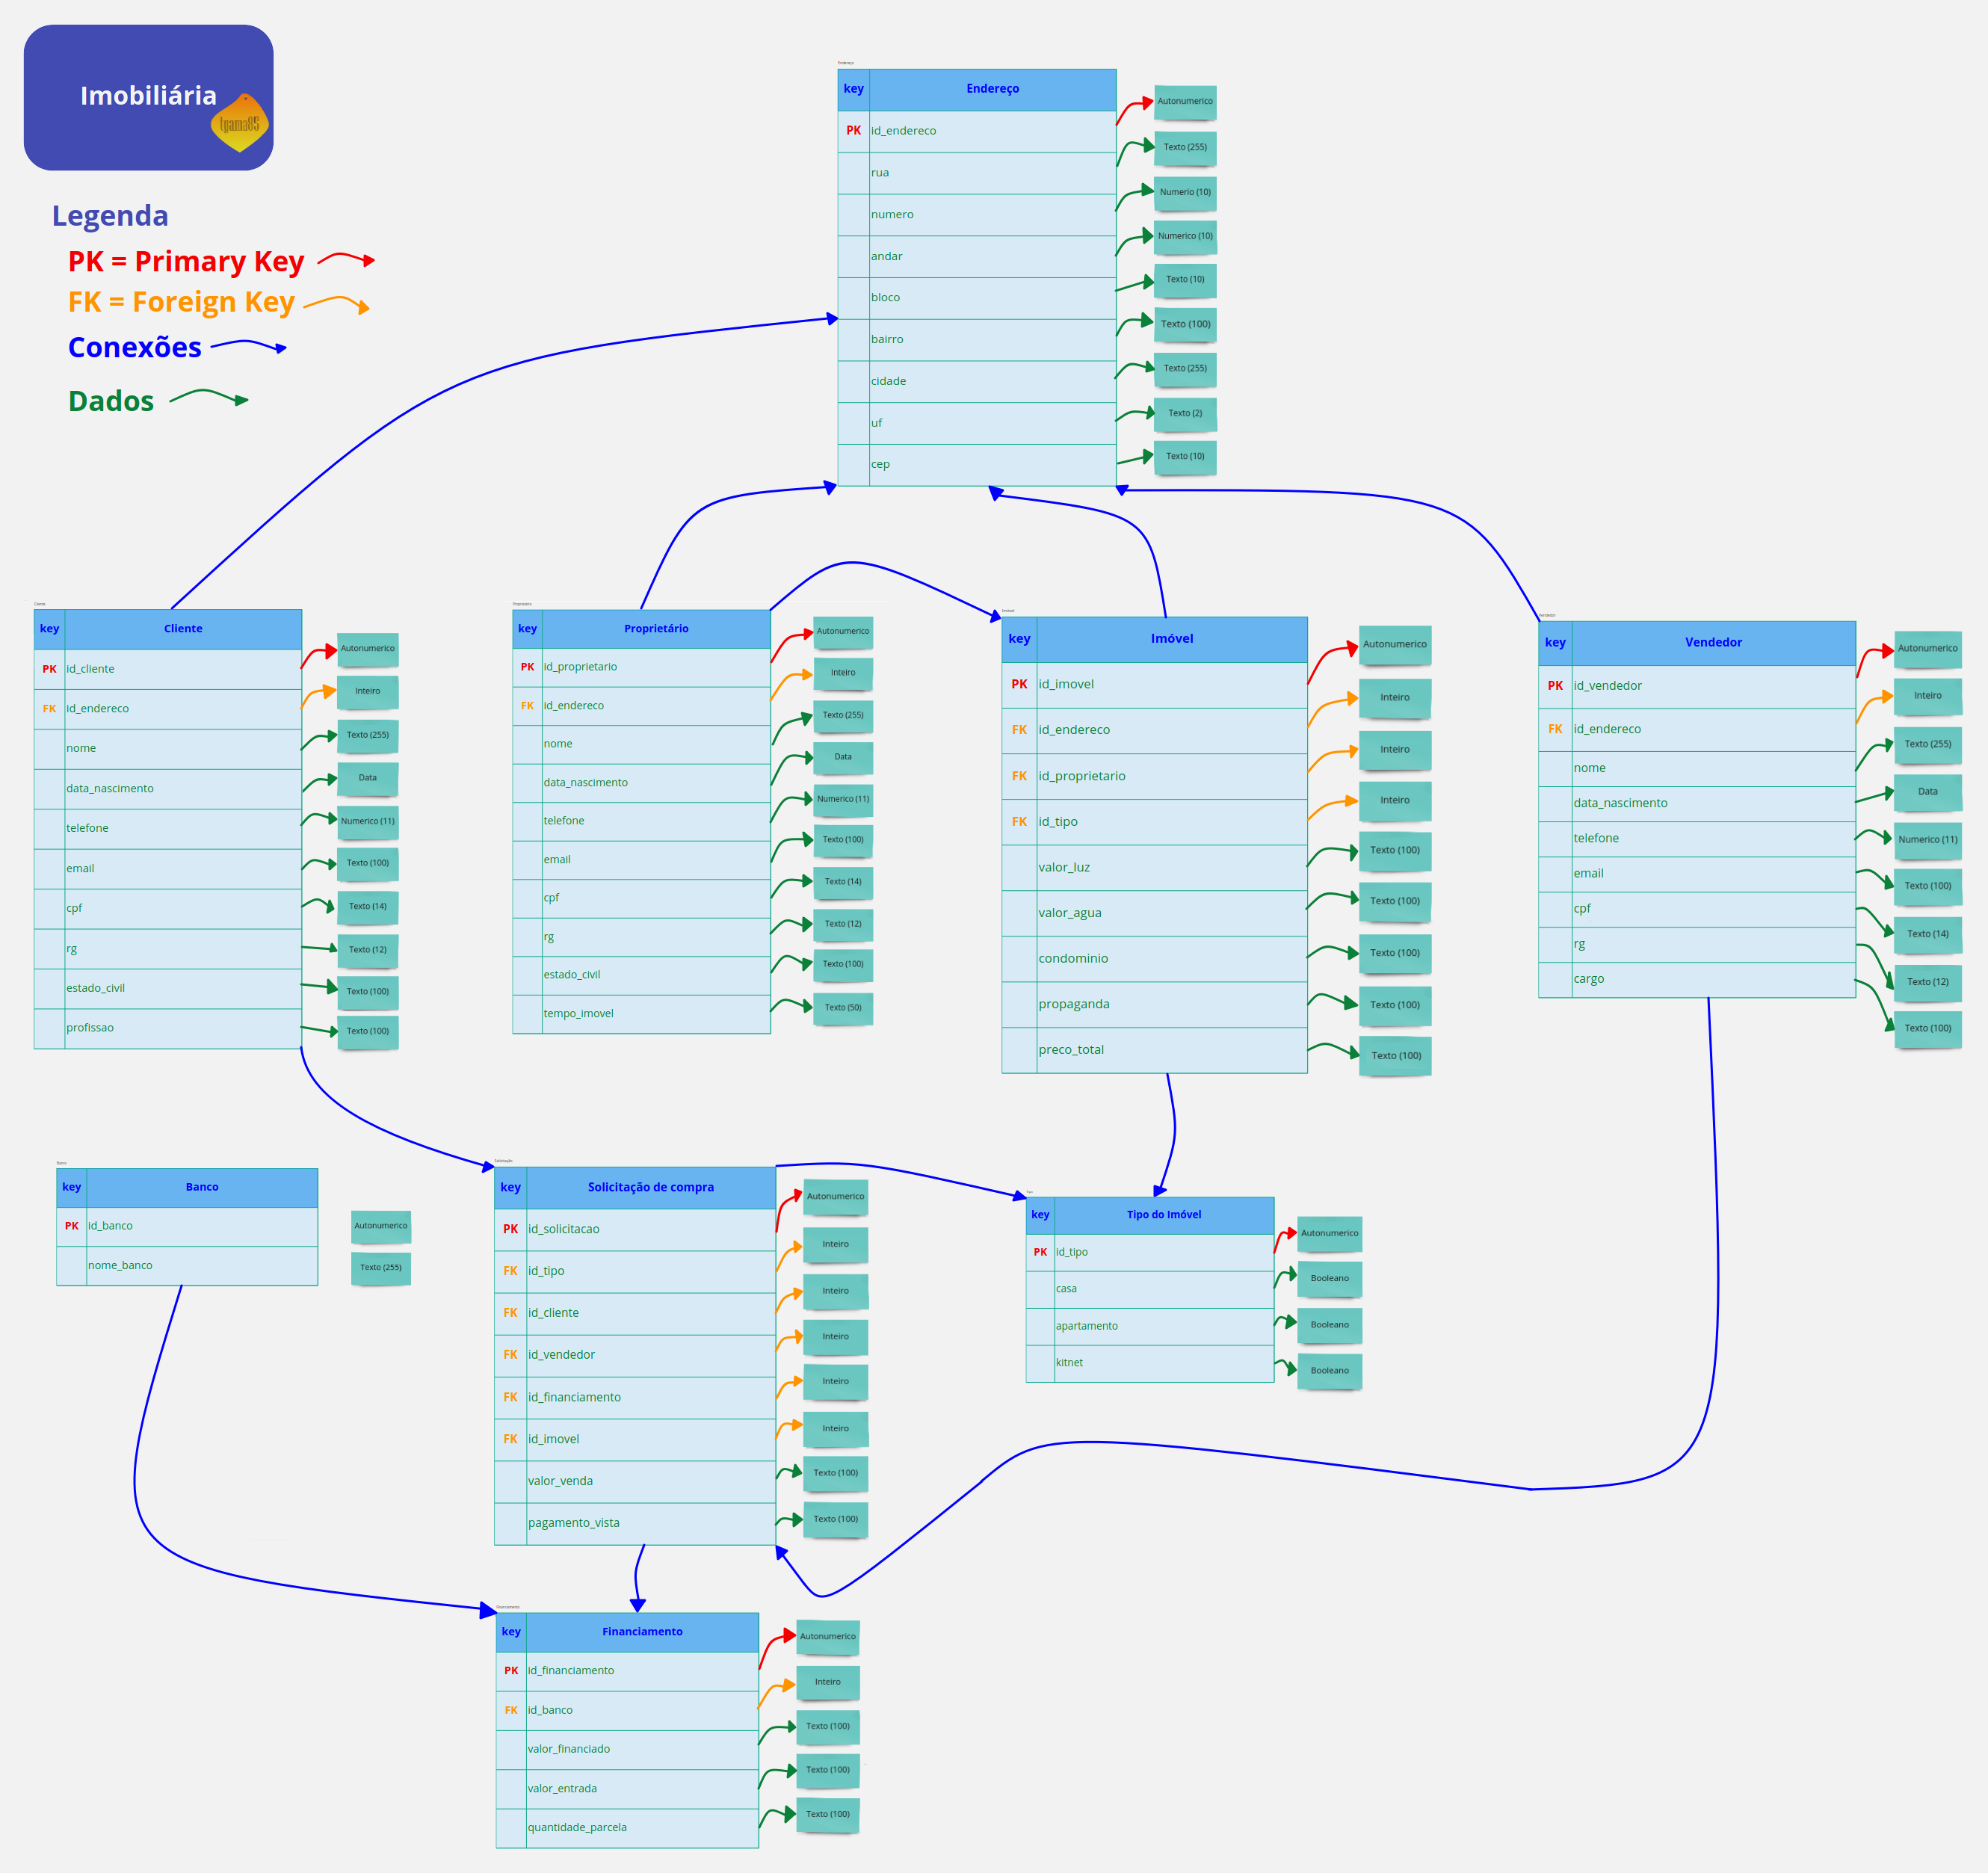 Imobiliária
tgama85
Legenda
PK = Primary Key
FK = Foreign Key
Conexões
Dados
Endereço
key Endereço
PK id_endereco Autonumerico
rua Texto (255)
numero Numerio (10)
andar Numerico (10)
bloco Texto (10)
bairro Texto (100)
cidade Texto (255)
uf Texto (2)
cep Texto (10)
Cliente
key Cliente
PK id_cliente Autonumerico
FK id_endereco Inteiro
nome Texto (255)
data_nascimento Data
telefone Numerico (11)
email Texto (100)
cpf Texto (14)
rg Texto (12)
estado_civil Texto (100)
profissao Texto (100)
Proprietário
key Proprietário
PK id_proprietario Autonumerico
FK id_endereco Inteiro
nome Texto (255)
data_nascimento Data
telefone Numerico (11)
email Texto (100)
cpf Texto (14)
rg Texto (12)
estado_civil Texto (100)
tempo_imovel Texto (50)
Imóvel
key Imóvel
PK id_imovel Autonumerico
FK id_endereco Inteiro
FK id_proprietario Inteiro
FK id_tipo Inteiro
valor_luz Texto (100)
valor_agua Texto (100)
condominio Texto (100)
propaganda Texto (100)
preco_total Texto (100)
Vendedor
key Vendedor
PK id_vendedor Autonumerico
FK id_endereco Inteiro
nome Texto (255)
data_nascimento Data
telefone Numerico (11)
email Texto (100)
cpf Texto (14)
rg Texto (12)
cargo Texto (100)
Banco
key Banco
PK id_banco Autonumerico
nome_banco Texto (255)
Solicitação
key Solicitação de compra
PK id_solicitacao Autonumerico
FK id_tipo Inteiro
FK id_cliente Inteiro
FK id_vendedor Inteiro
FK id_financiamento Inteiro
FK id_imovel Inteiro
valor_venda Texto (100)
pagamento_vista Texto (100)
Tipo
key Tipo do Imóvel
PK id_tipo Autonumerico
casa Booleano
apartamento Booleano
kitnet Booleano
Financiamento
key Financiamento
PK id_financiamento Autonumerico
FK id_banco Inteiro
valor_financiado Texto (100)
valor_entrada Texto (100)
quantidade_parcela Texto (100)